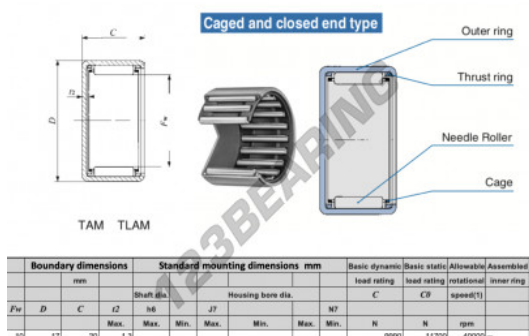 Caged and closed end type
C
Outer ring
t2
Thrust ring
D
Fw
Needle Roller
Cage
TAM TLAM
123BEARING
Boundary dimensions Standard mounting dimensions mm Basic dynamic Basic static Allowable Assembled
mm load rating load rating rotational inner ring
Shaft dia. Housing bore dia. C C0 speed(1)
Fw D C t2 h6 J7 N7
Max. Max. Min. Max. Min. Max. Min. N N rpm